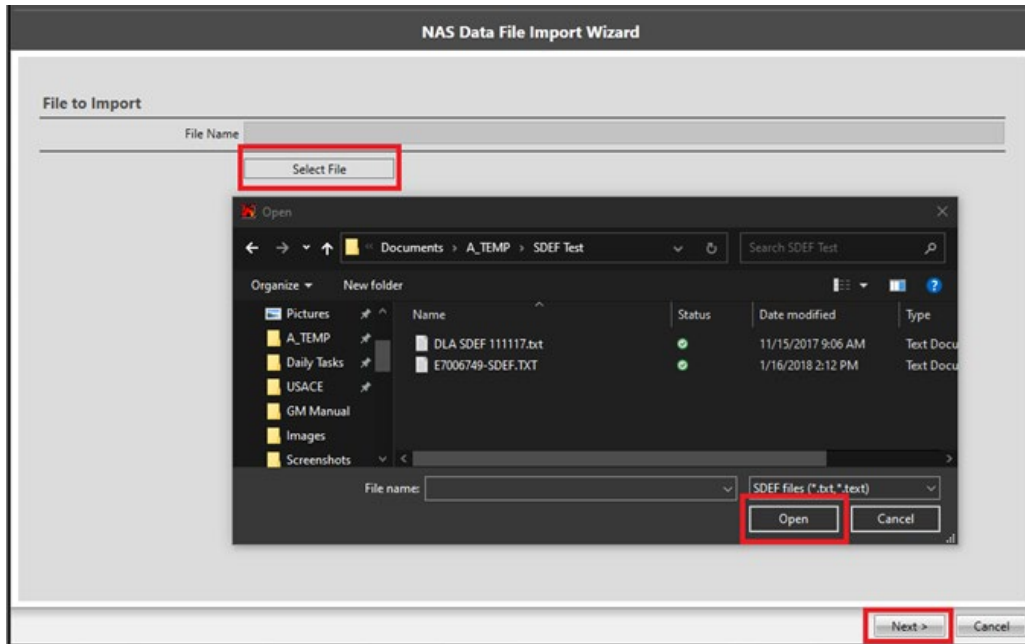 NAS Data File Import Wizard
File to Import
File Name
Select File
Open
Documents > A_TEMP > SDEF Test
Search SDEF Test
Organize
New folder
Pictures
A_TEMP
Daily Tasks
USACE
GM Manual
Images
Screenshots
Name Status Date modified Type
DLA SDEF 111117.txt 11/15/2017 9:06 AM Text Docu
E7006749-SDEF.TXT 1/16/2018 2:12 PM Text Docu
File name:
SDEF files (*.txt,*.text)
Open Cancel
Next > Cancel